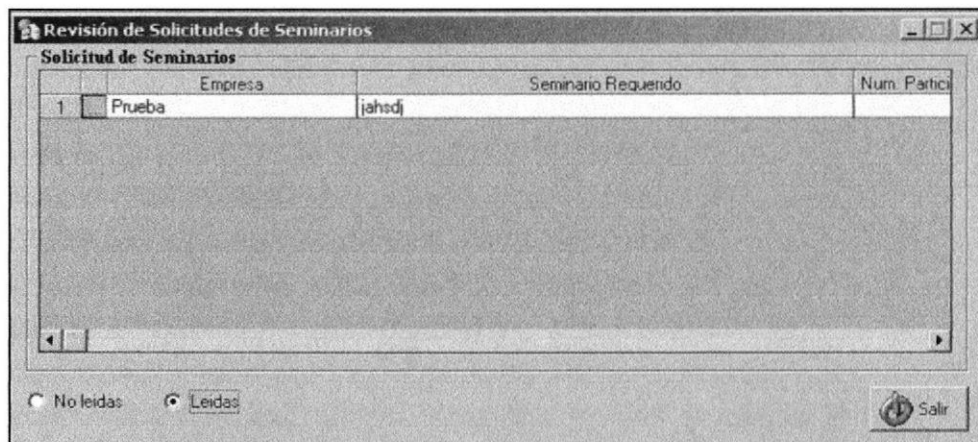 Revisión de Solicitudes de Seminarios
Solicitud de Seminarios
Empresa Seminario Requerido Num. Partici
1 Prueba jahsdj
No leidas Leidas Salir